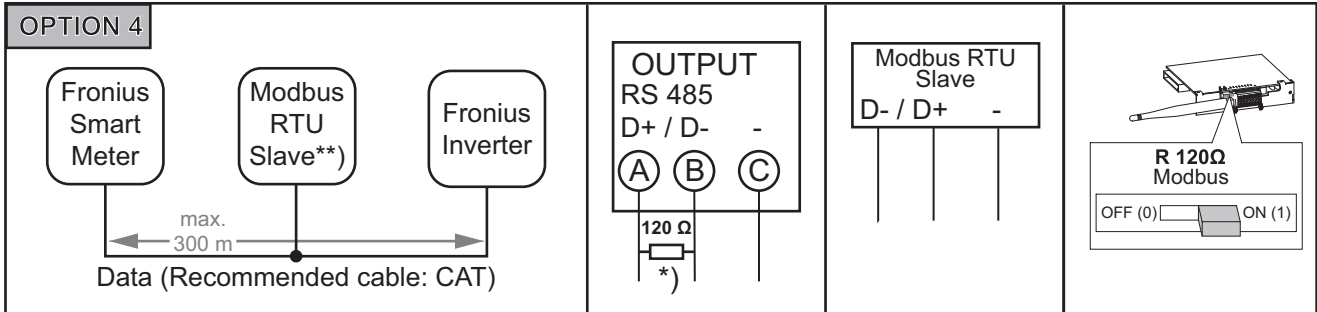 OPTION 4
Fronius
Smart
Meter
Modbus
RTU
Slave**)
Fronius
Inverter
max.
300 m
Data (Recommended cable: CAT)
OUTPUT
RS 485
D+ / D- -
A B C
120 Ω
*)
Modbus RTU
Slave
D- / D+ -
R 120Ω
Modbus
OFF (0) ON (1)